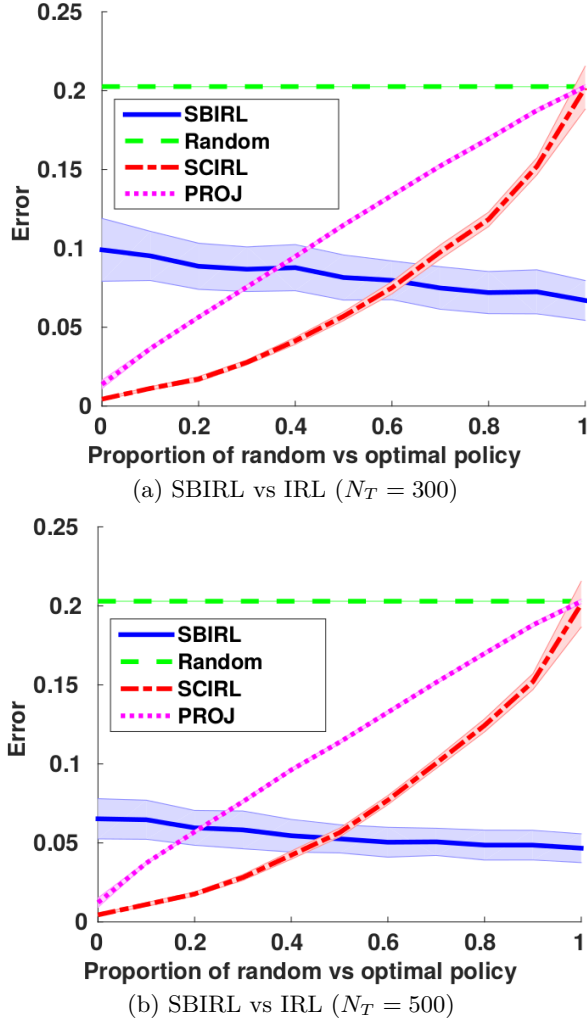 0.25
0.2
0.15
0.1
0.05
0
Error
SBIRL
Random
SCIRL
PROJ
0 0.2 0.4 0.6 0.8 1
Proportion of random vs optimal policy
(a) SBIRL vs IRL (N_T = 300)
0.25
0.2
0.15
0.1
0.05
0
Error
SBIRL
Random
SCIRL
PROJ
0 0.2 0.4 0.6 0.8 1
Proportion of random vs optimal policy
(b) SBIRL vs IRL (N_T = 500)